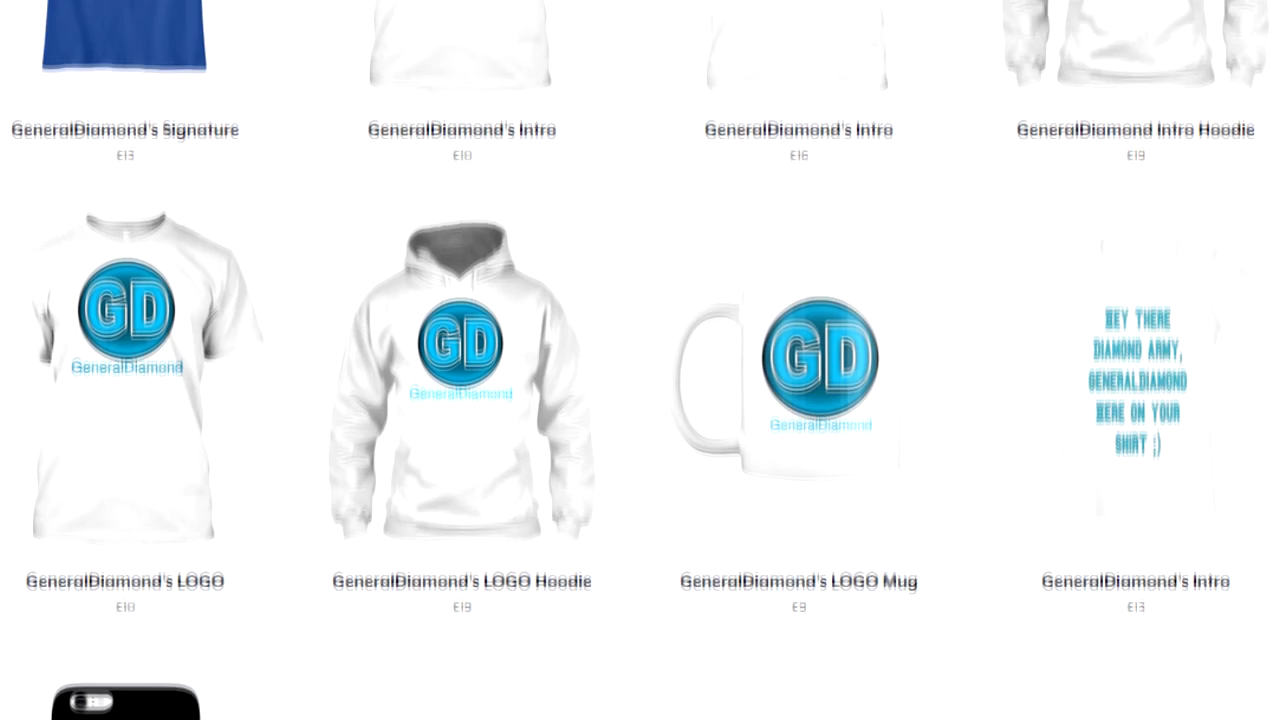 GeneralDiamond's Signature
£13
GeneralDiamond's Intro
£10
GeneralDiamond's Intro
£16
GeneralDiamond Intro Hoodie
£19
GD
GeneralDiamond
GD
GeneralDiamond
GD
GeneralDiamond
HEY THERE
DIAMOND ARMY,
GENERALDIAMOND
HERE ON YOUR
SHIRT ;)
GeneralDiamond's LOGO
£10
GeneralDiamond's LOGO Hoodie
£19
GeneralDiamond's LOGO Mug
£9
GeneralDiamond's Intro
£13